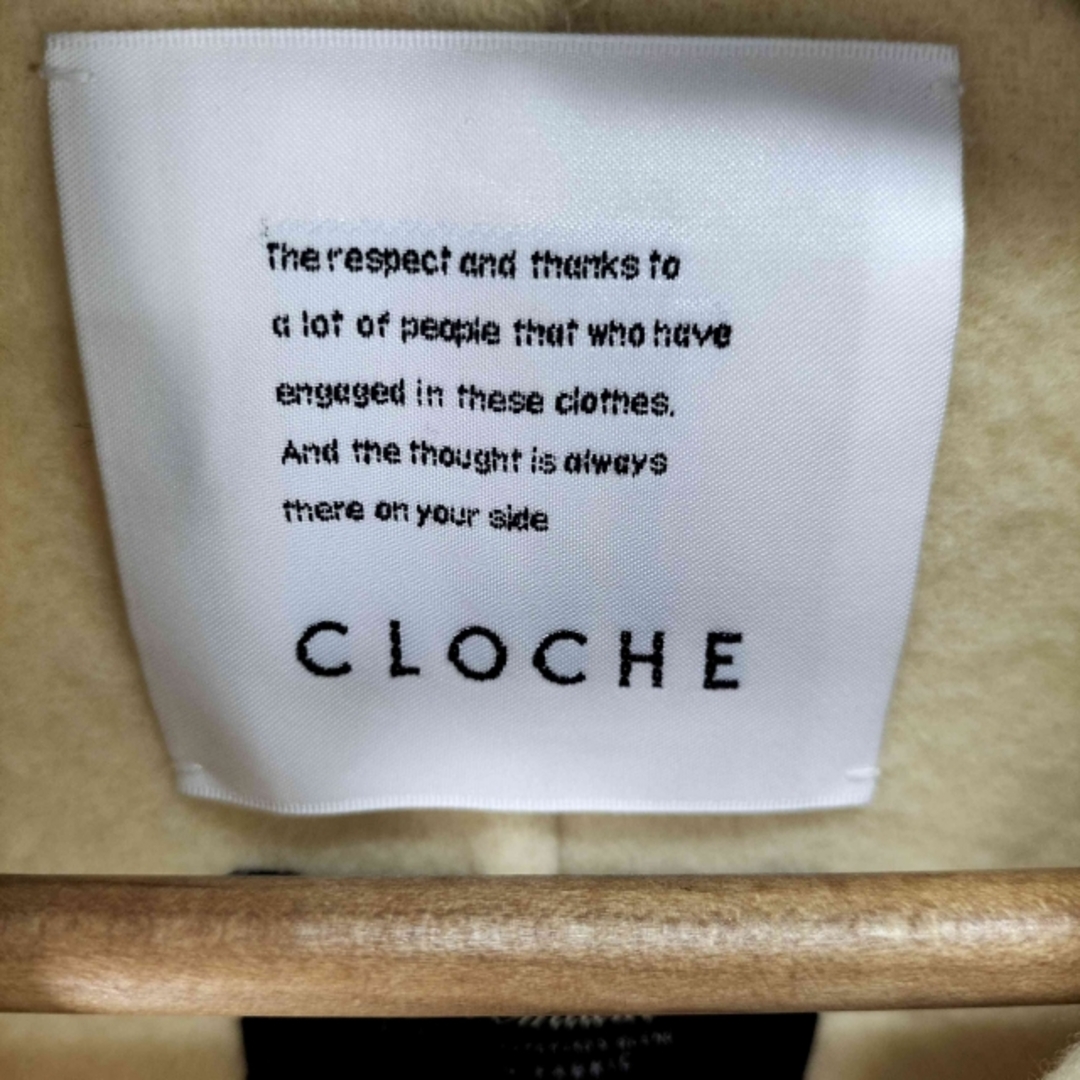 The respect and thanks to
a lot of people that who have
engaged in these clothes.
And the thought is always
there on your side
CLOCHE